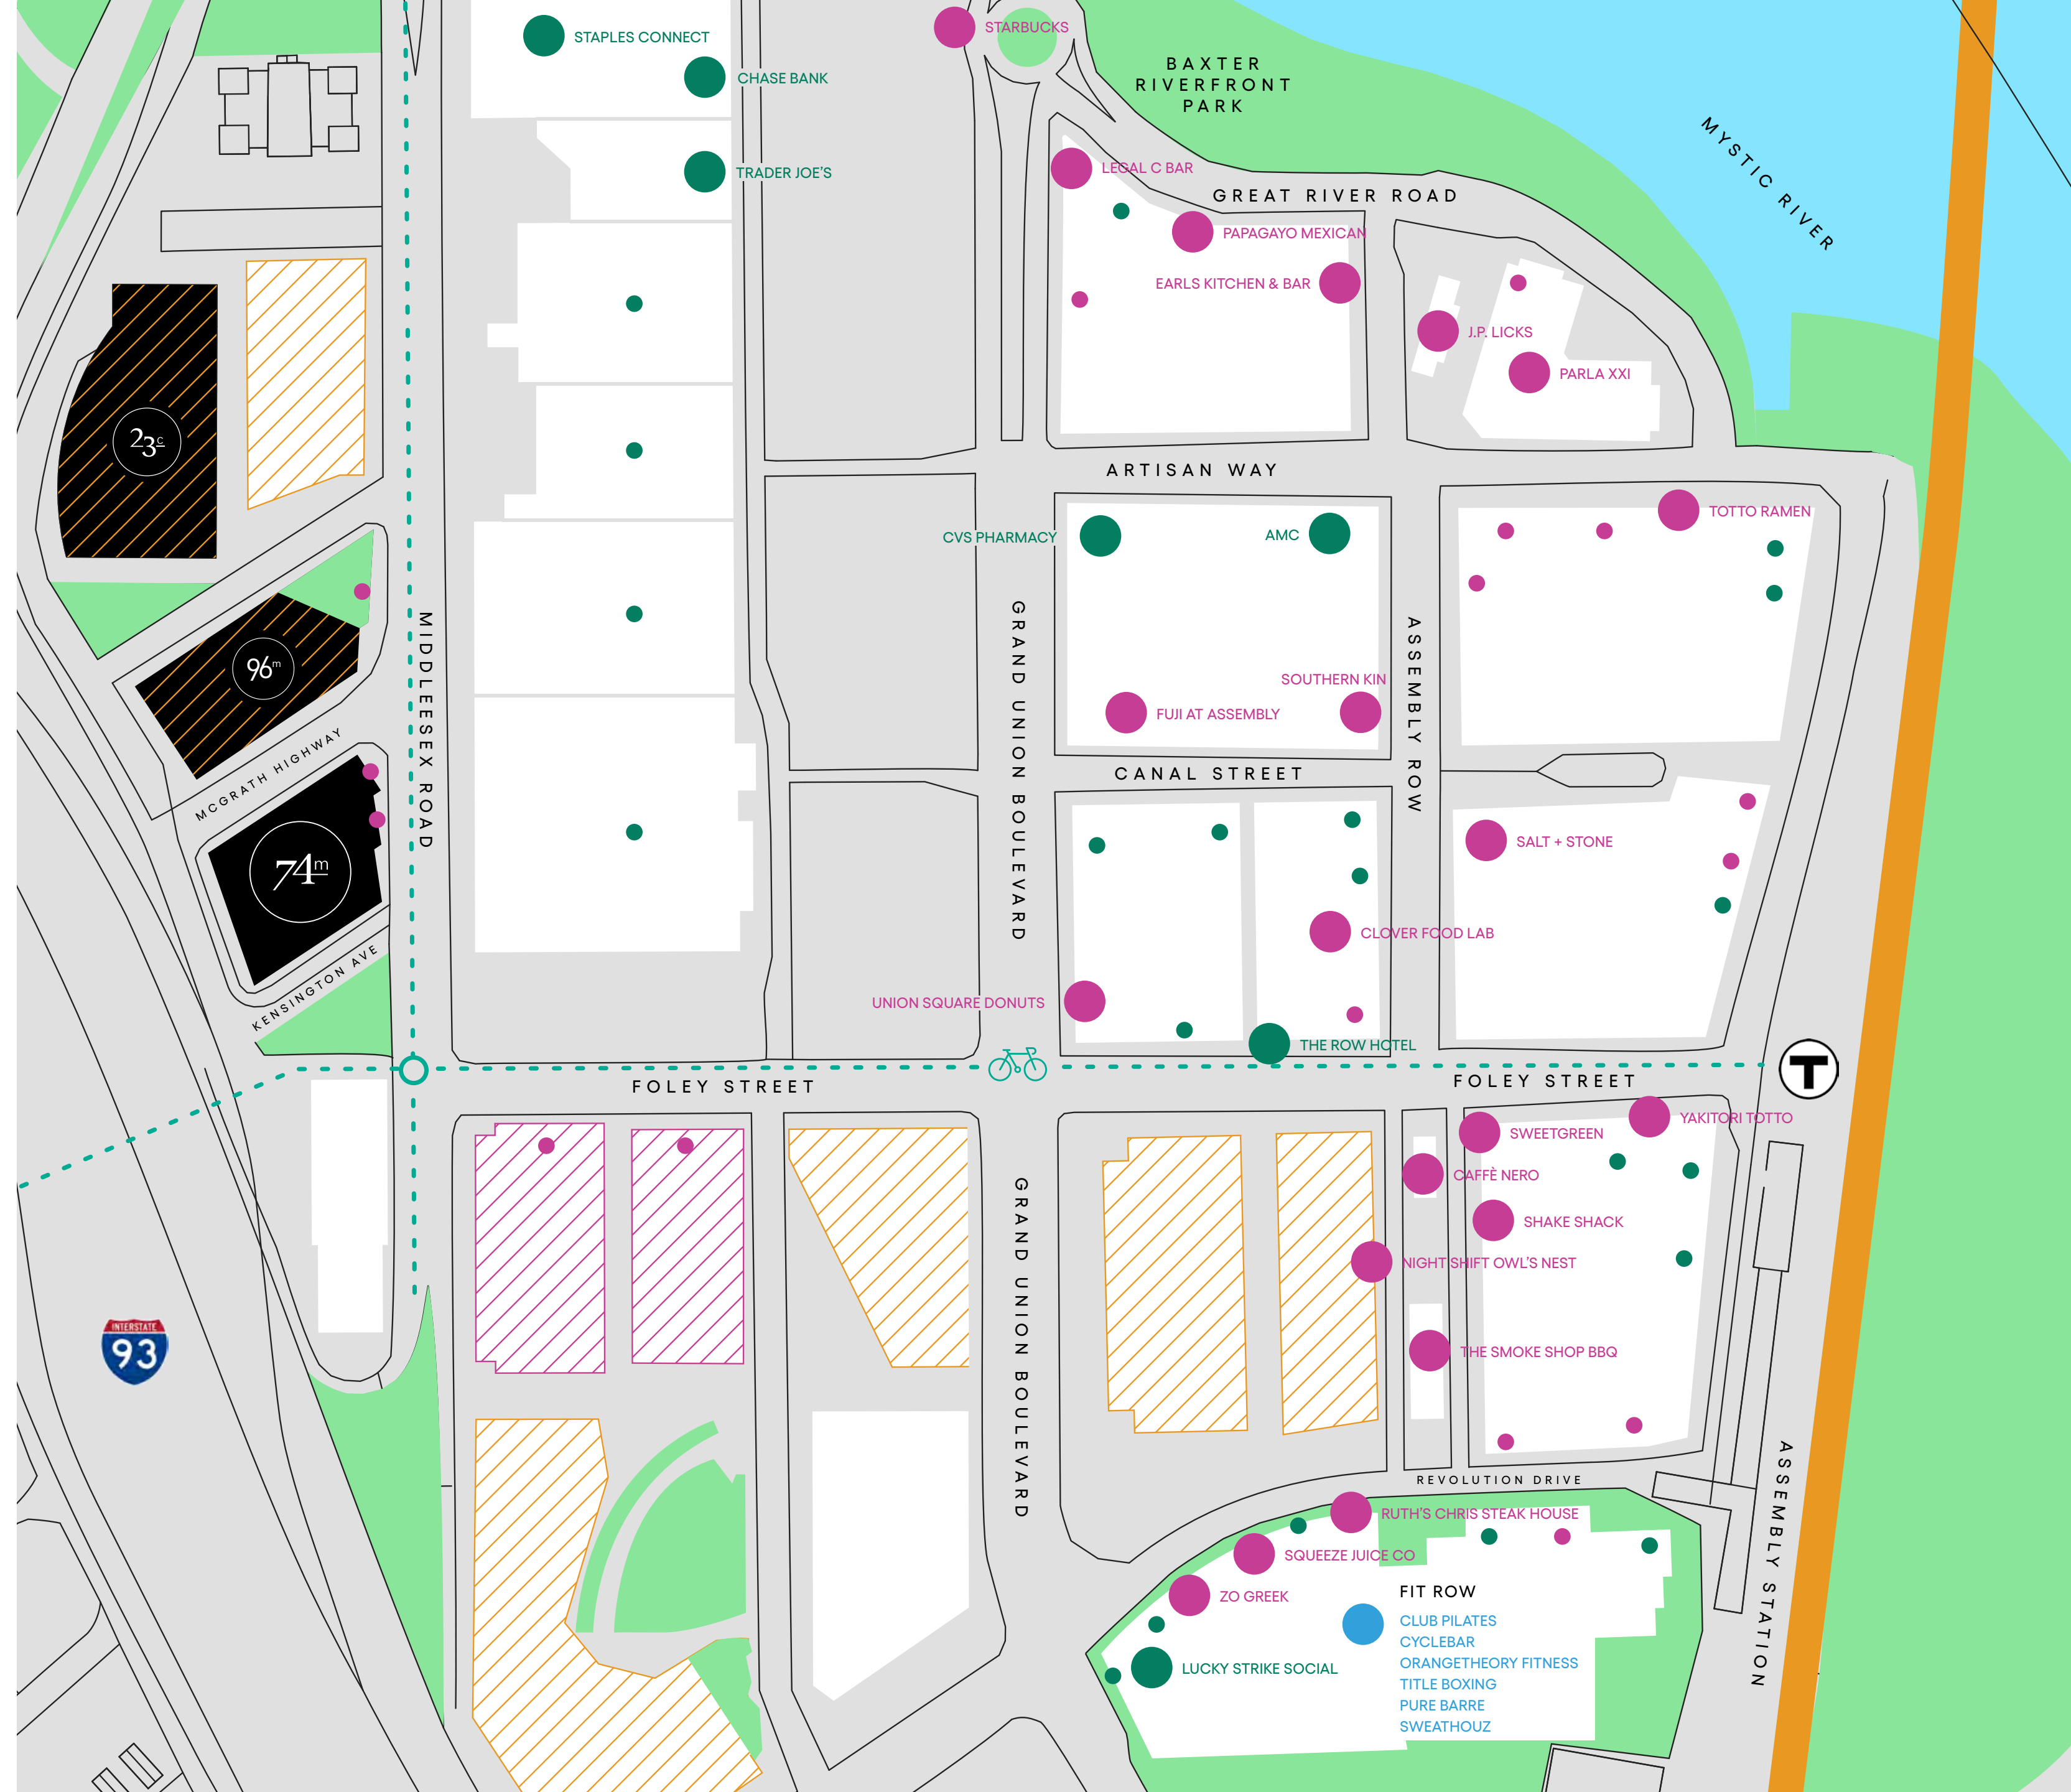 STARBUCKS
STAPLES CONNECT
CHASE BANK
BAXTER
RIVERFRONT
PARK
MYSTIC RIVER
TRADER JOE'S
LEGAL C BAR
GREAT RIVER ROAD
PAPAGAYO MEXICAN
EARLS KITCHEN & BAR
J.P. LICKS
PARLA XXI
23c
ARTISAN WAY
TOTTO RAMEN
CVS PHARMACY
AMC
96m
MIDDLEESEX ROAD
GRAND UNION BOULEVARD
ASSEMBLY ROW
SOUTHERN KIN
FUJI AT ASSEMBLY
MCGRATH HIGHWAY
CANAL STREET
74m
SALT + STONE
CLOVER FOOD LAB
KENSINGTON AVE
UNION SQUARE DONUTS
THE ROW HOTEL
T
FOLEY STREET
FOLEY STREET
YAKITORI TOTTO
SWEETGREEN
CAFFÈ NERO
SHAKE SHACK
GRAND UNION BOULEVARD
NIGHT SHIFT OWL'S NEST
INTERSTATE
93
THE SMOKE SHOP BBQ
REVOLUTION DRIVE
ASSEMBLY STATION
RUTH'S CHRIS STEAK HOUSE
SQUEEZE JUICE CO
ZO GREEK
FIT ROW
CLUB PILATES
CYCLEBAR
ORANGETHEORY FITNESS
TITLE BOXING
PURE BARRE
SWEATHOUZ
LUCKY STRIKE SOCIAL